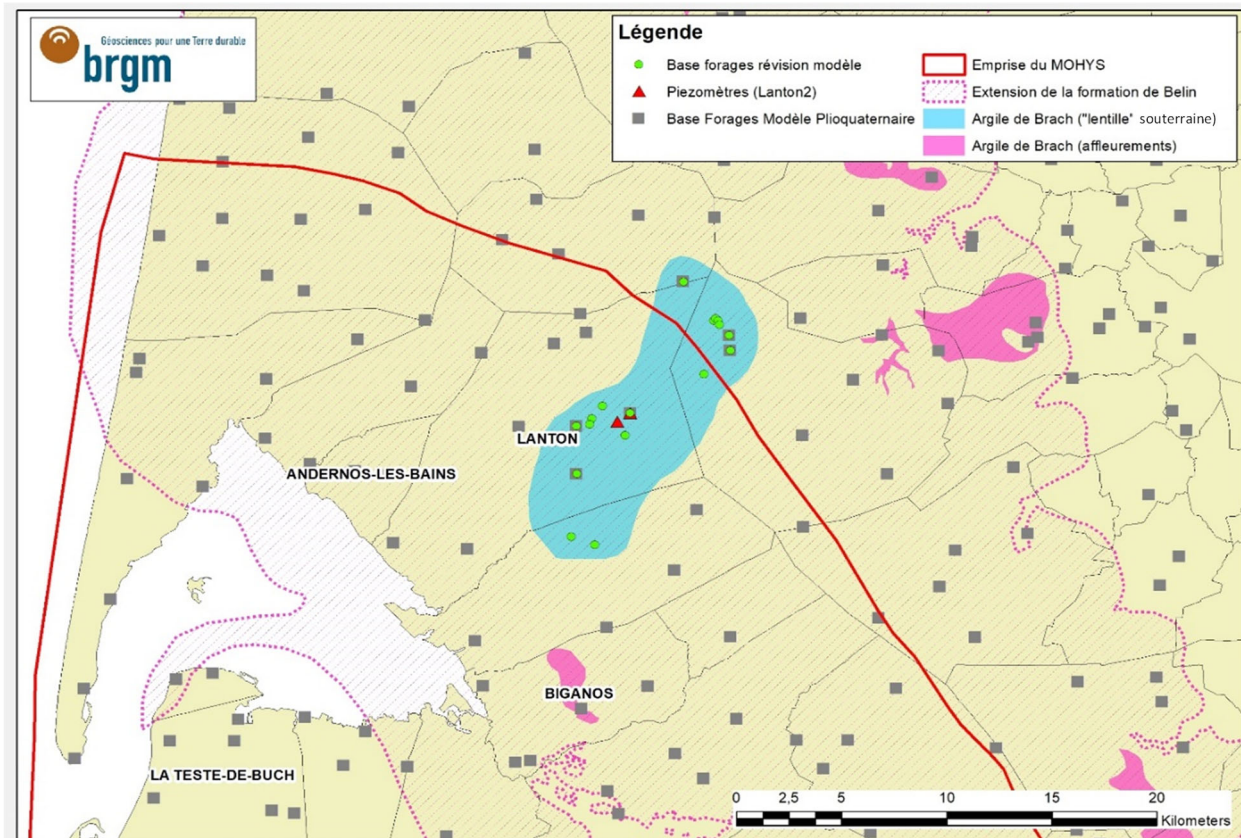 Géosciences pour une Terre durable
brgm
Légende
Base forages révision modèle
Piezomètres (Lanton2)
Base Forages Modèle Plioquaternaire
Emprise du MOHYS
Extension de la formation de Belin
Argile de Brach ("lentille" souterraine)
Argile de Brach (affleurements)
LANTON
ANDERNOS-LES-BAINS
BIGANOS
LA TESTE-DE-BUCH
0 2,5 5 10 15 20
Kilometers